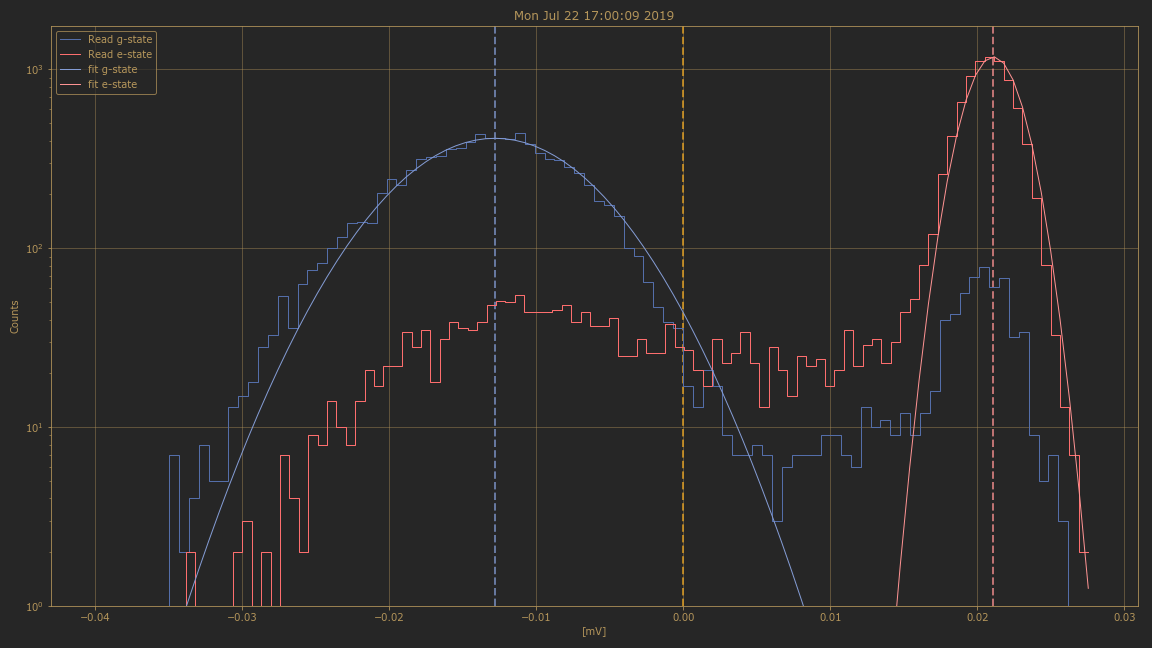 Mon Jul 22 17:00:09 2019
Read g-state
Read e-state
fit g-state
fit e-state
10³
10²
10¹
10⁰
Counts
−0.04 −0.03 −0.02 −0.01 0.00 0.01 0.02 0.03
[mV]